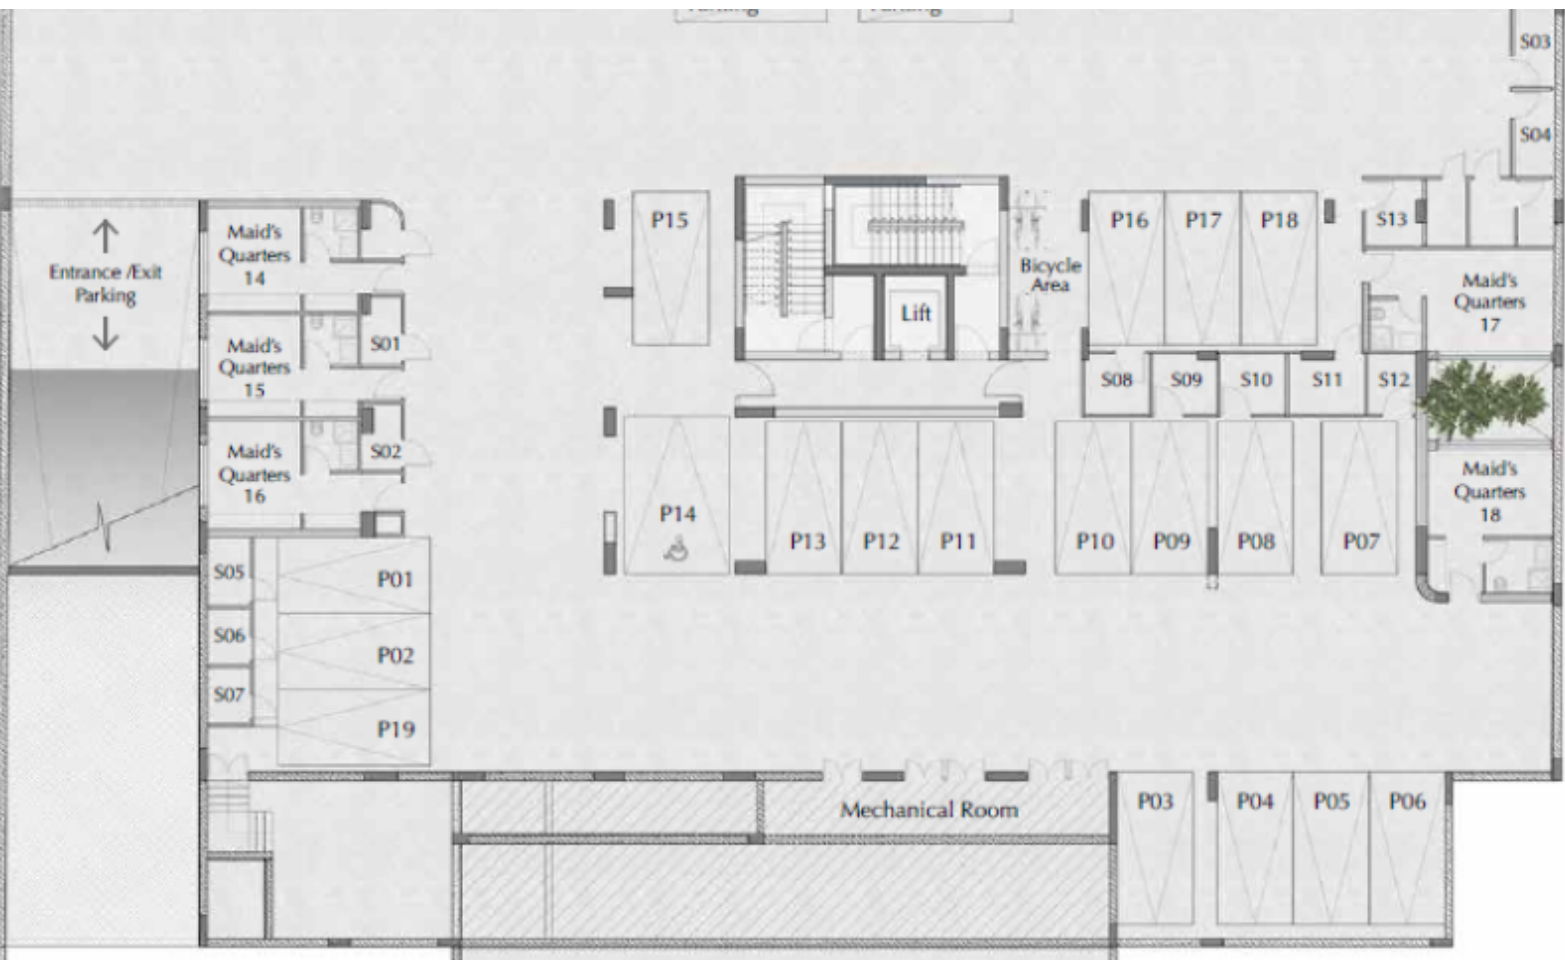 Parking
Parking
S03
S04
Entrance /Exit
Parking
Maid's
Quarters
14
Maid's
Quarters
15
Maid's
Quarters
16
S01
S02
P15
Lift
Bicycle
Area
P16
P17
P18
S13
Maid's
Quarters
17
S08
S09
S10
S11
S12
Maid's
Quarters
18
P14
P13
P12
P11
P10
P09
P08
P07
S05
S06
S07
P01
P02
P19
Mechanical Room
P03
P04
P05
P06